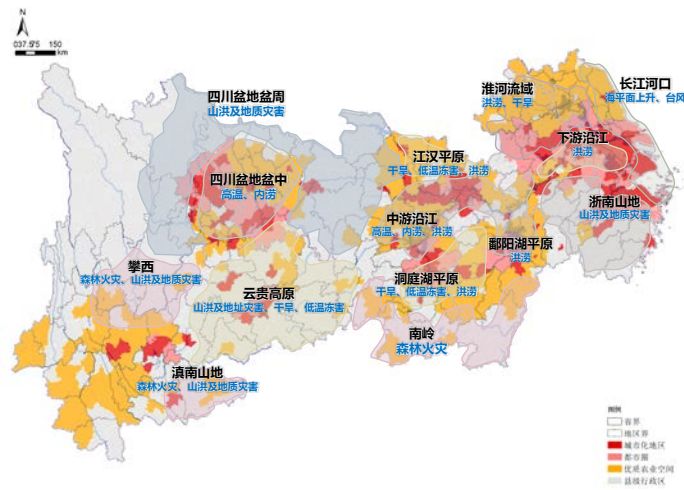 N
037.575 150
km
四川盆地盆周
山洪及地质灾害
淮河流域
洪涝、干旱
长江河口
海平面上升、台风
下游沿江
洪涝
江汉平原
干旱、低温冻害、洪涝
四川盆地盆中
高温、内涝
浙南山地
山洪及地质灾害
中游沿江
高温、内涝、洪涝
鄱阳湖平原
洪涝
攀西
森林火灾、山洪及地质灾害
洞庭湖平原
干旱、低温冻害、洪涝
云贵高原
山洪及地址灾害、干旱、低温冻害
南岭
森林火灾
滇南山地
森林火灾、山洪及地质灾害
图例
省界
地区界
城市化地区
都市圈
优质农业空间
县级行政区